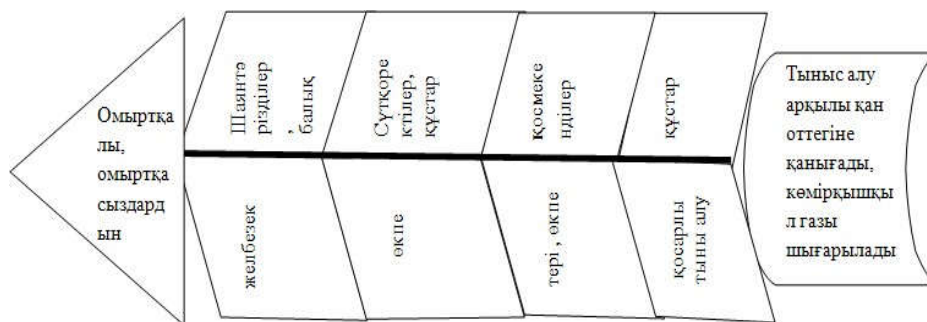 Омыртқа
лы,
омыртқа
сыздард
ын
Шаянтә
різділер
,
балық
Сүтқоре
ктілер,
құстар
қосмеке
нділер
құстар
желбезек
өкпе
тері , өкпе
қосарлы
тыны алу
Тыныс алу
арқылы қан
оттегіне
қанығады,
көмірқышқы
л газы
шығарылады